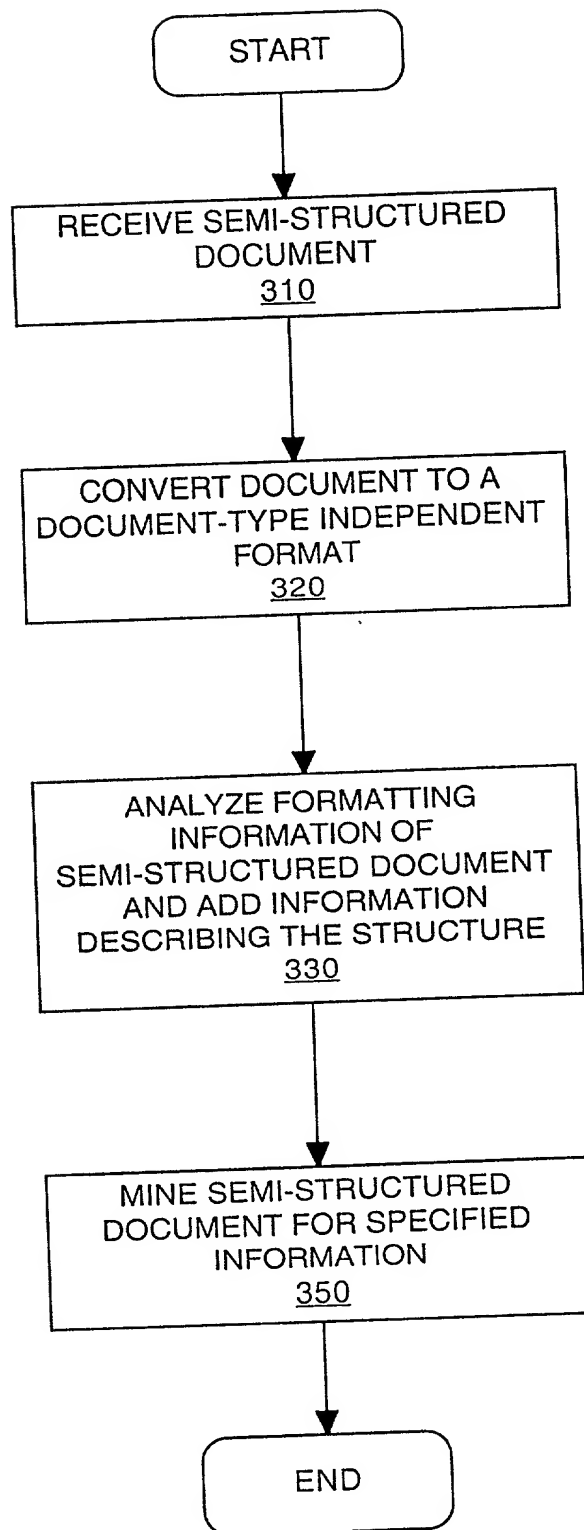 START
RECEIVE SEMI-STRUCTURED
DOCUMENT
310
CONVERT DOCUMENT TO A
DOCUMENT-TYPE INDEPENDENT
FORMAT
320
ANALYZE FORMATTING
INFORMATION OF
SEMI-STRUCTURED DOCUMENT
AND ADD INFORMATION
DESCRIBING THE STRUCTURE
330
MINE SEMI-STRUCTURED
DOCUMENT FOR SPECIFIED
INFORMATION
350
END